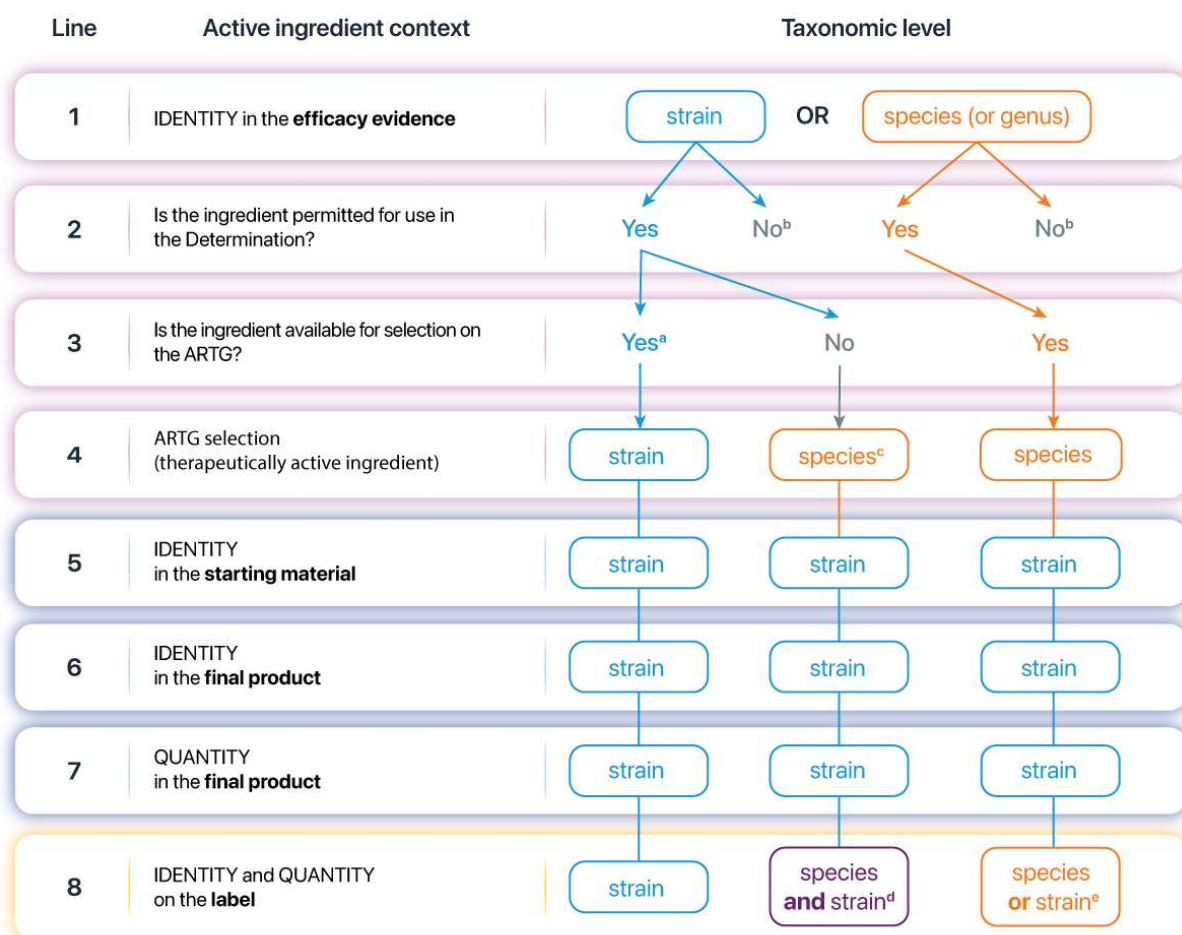 Line Active ingredient context Taxonomic level
1 IDENTITY in the efficacy evidence strain OR species (or genus)
2 Is the ingredient permitted for use in
the Determination? Yes Noᵇ Yes Noᵇ
3 Is the ingredient available for selection on
the ARTG? Yesᵃ No Yes
4 ARTG selection
(therapeutically active ingredient) strain speciesᶜ species
5 IDENTITY
in the starting material strain strain strain
6 IDENTITY
in the final product strain strain strain
7 QUANTITY
in the final product strain strain strain
8 IDENTITY and QUANTITY
on the label strain
species
and strainᵈ
species
or strainᵉ